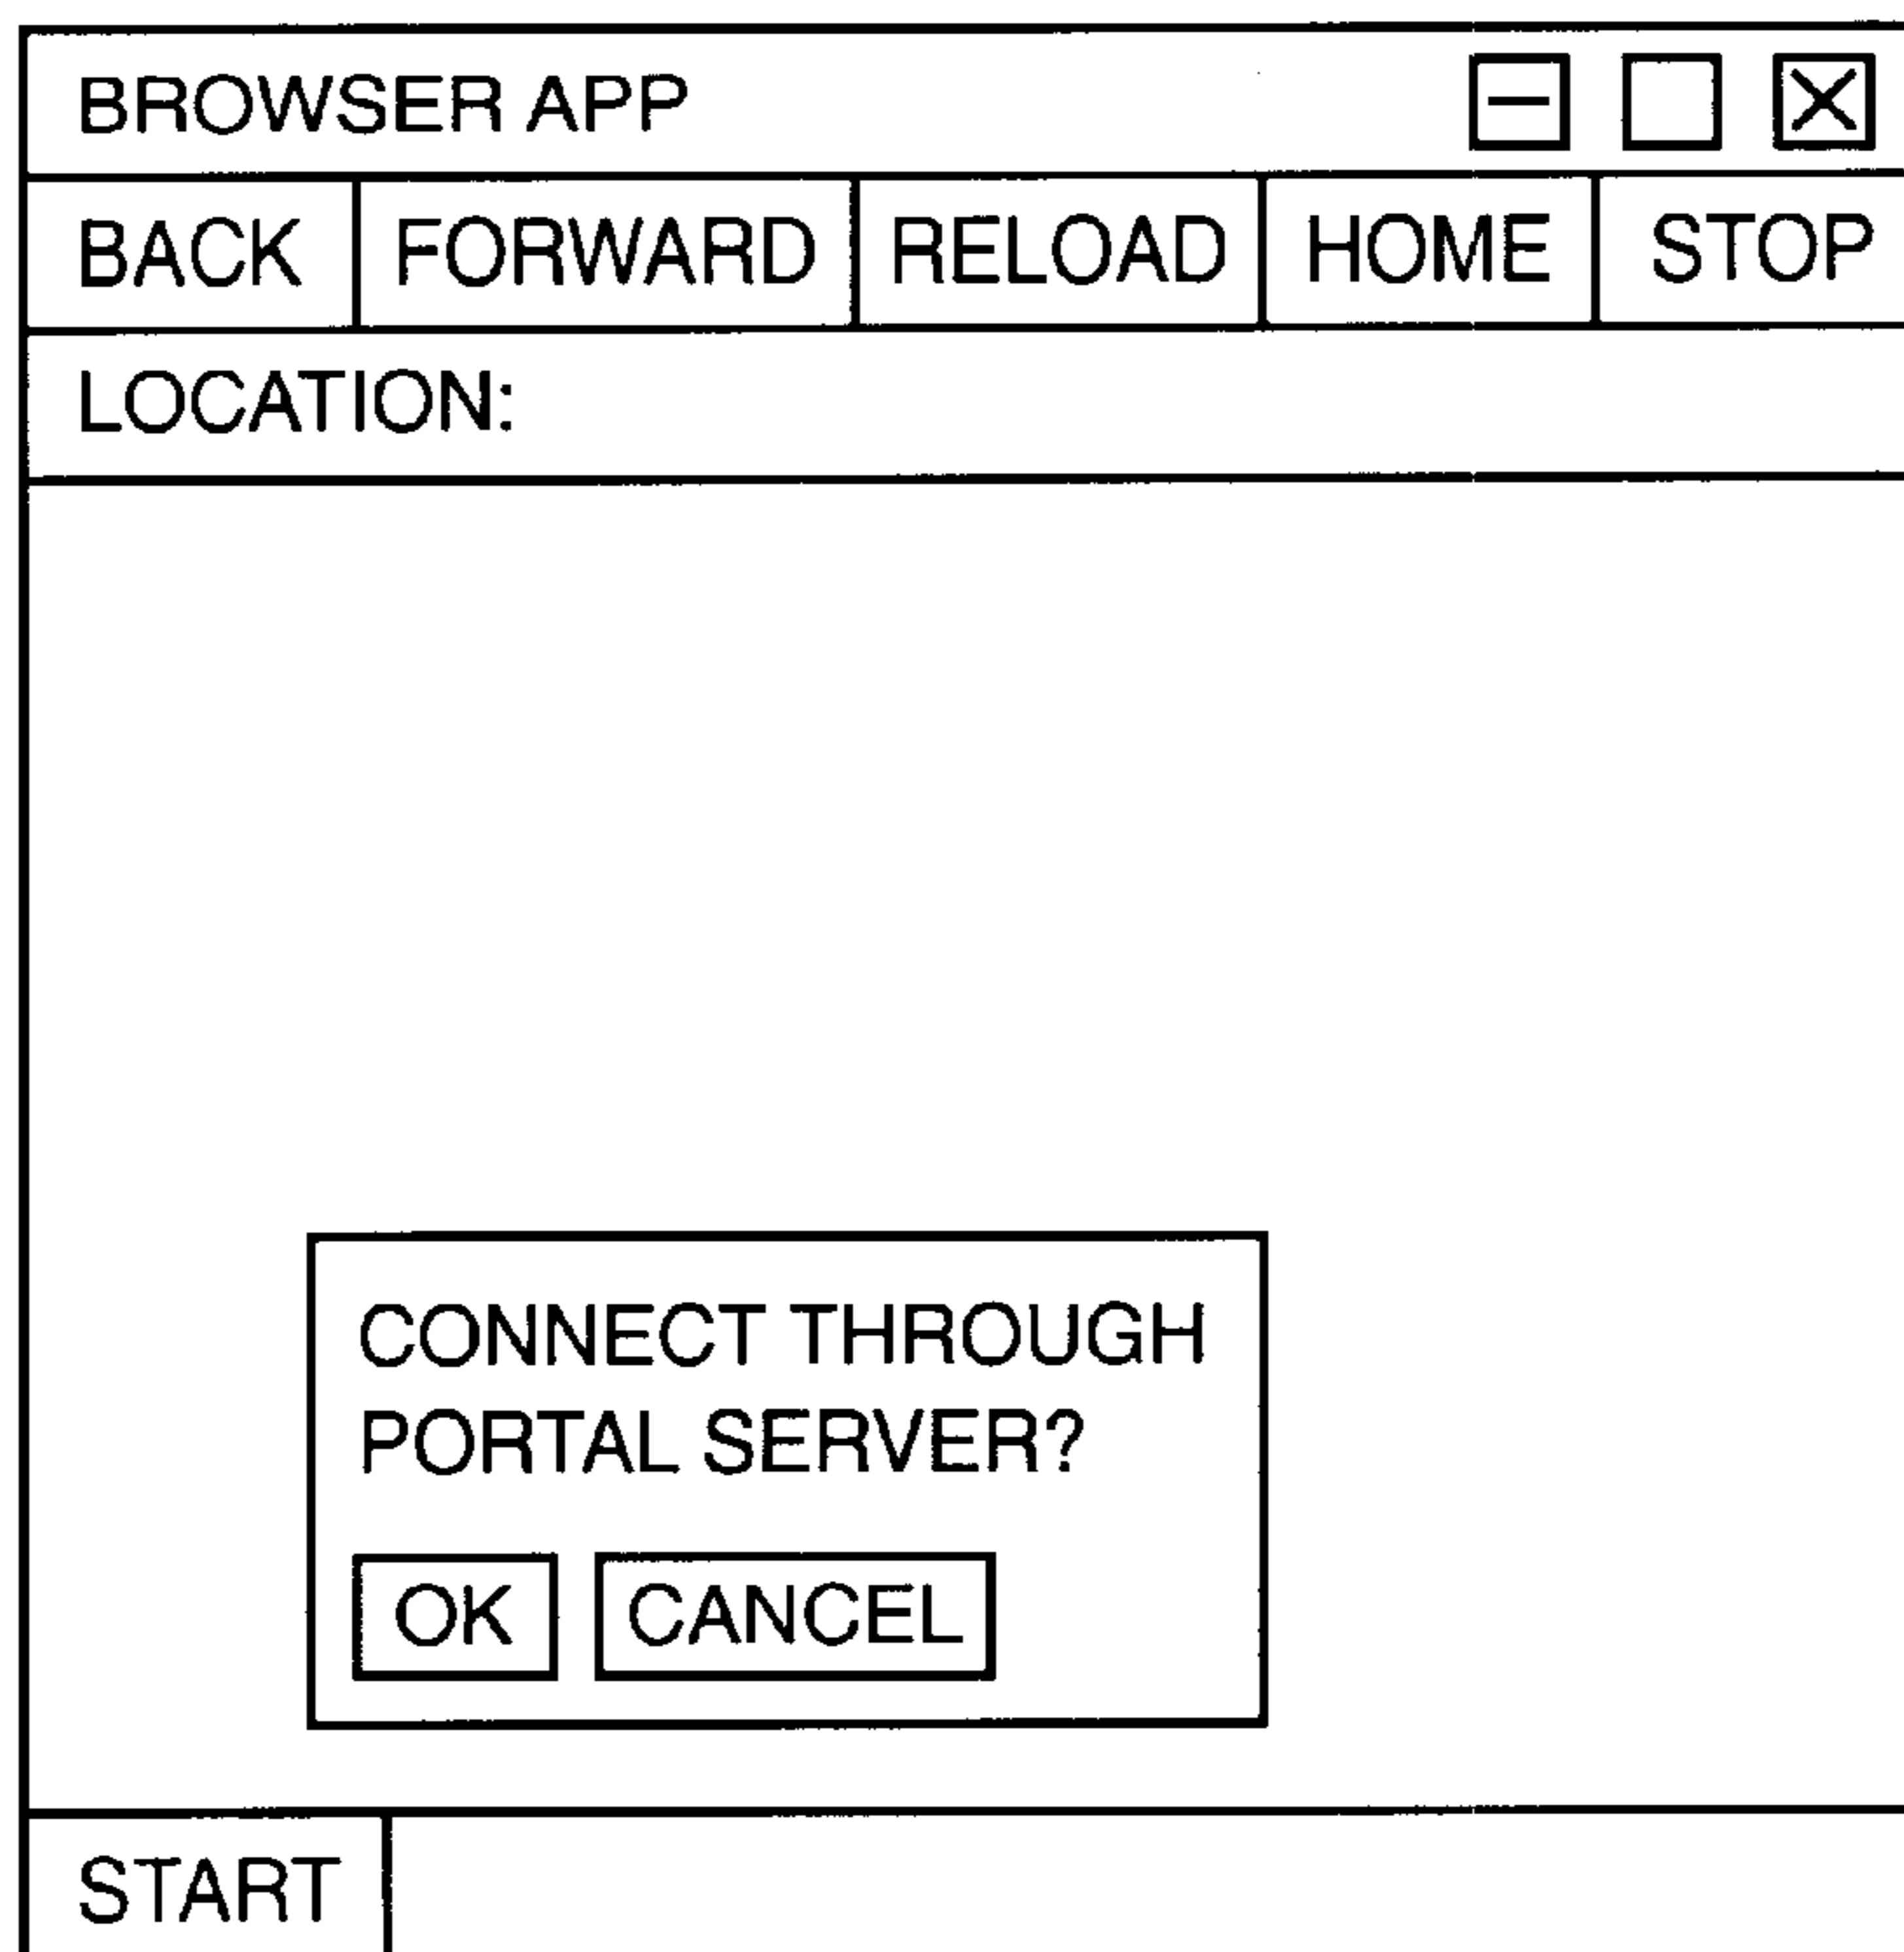 BROWSER APP
BACK FORWARD RELOAD HOME STOP
LOCATION:
CONNECT THROUGH
PORTAL SERVER?
OK CANCEL
START